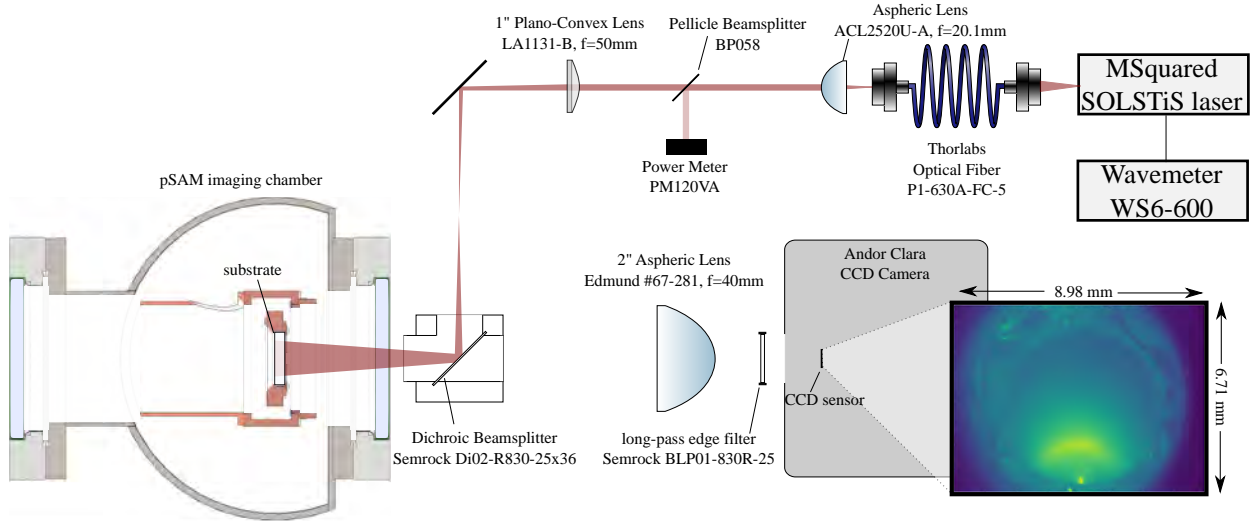 1" Plano-Convex Lens
LA1131-B, f=50mm
Pellicle Beamsplitter
BP058
Aspheric Lens
ACL2520U-A, f=20.1mm
MSquared
SOLSTiS laser
Power Meter
PM120VA
Thorlabs
Optical Fiber
P1-630A-FC-5
Wavemeter
WS6-600
pSAM imaging chamber
substrate
Dichroic Beamsplitter
Semrock Di02-R830-25x36
2" Aspheric Lens
Edmund #67-281, f=40mm
long-pass edge filter
Semrock BLP01-830R-25
Andor Clara
CCD Camera
CCD sensor
8.98 mm
6.71 mm